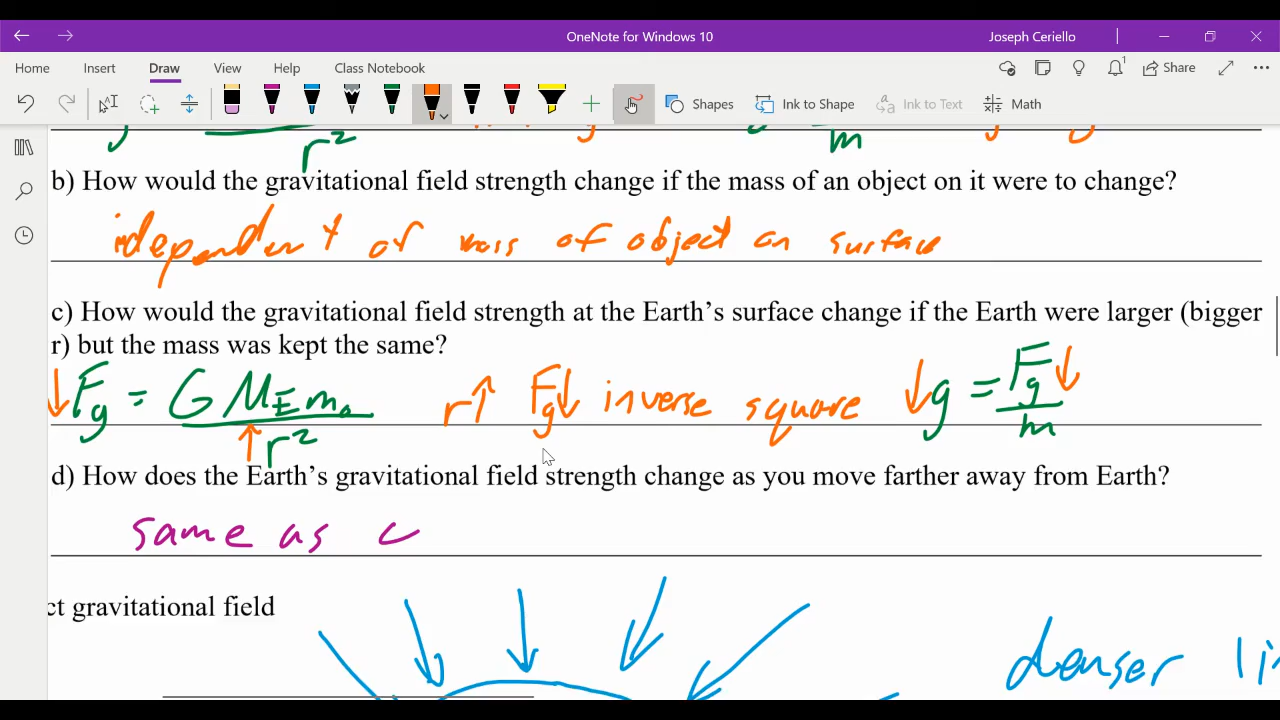 OneNote for Windows 10
Joseph Ceriello
Home Insert Draw View Help Class Notebook Share
Shapes Ink to Shape Ink to Text Math
r² m
b) How would the gravitational field strength change if the mass of an object on it were to change?
idependent of mass of object on surface
c) How would the gravitational field strength at the Earth’s surface change if the Earth were larger (bigger
r) but the mass was kept the same?
↓Fg = G ME mo / ↑r² r↑ Fg↓ inverse square ↓g = Fg↓ / m
d) How does the Earth’s gravitational field strength change as you move farther away from Earth?
same as c
ct gravitational field
denser li